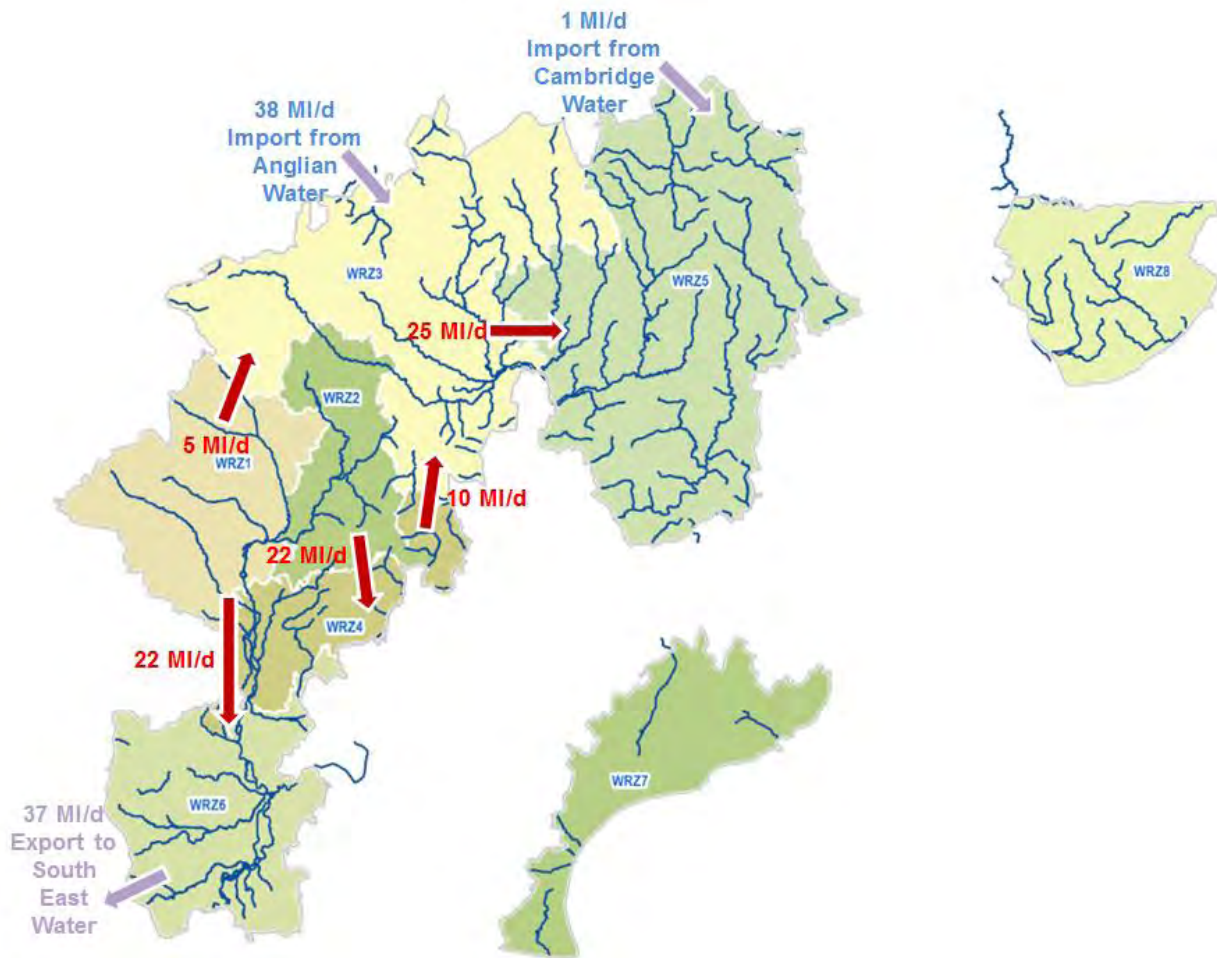 1 Ml/d
Import from
Cambridge
Water
38 Ml/d
Import from
Anglian
Water
WRZ3
WRZ5
WRZ8
25 Ml/d
WRZ2
5 Ml/d
WRZ1
10 Ml/d
22 Ml/d
WRZ4
22 Ml/d
WRZ7
WRZ6
37 Ml/d
Export to
South
East
Water